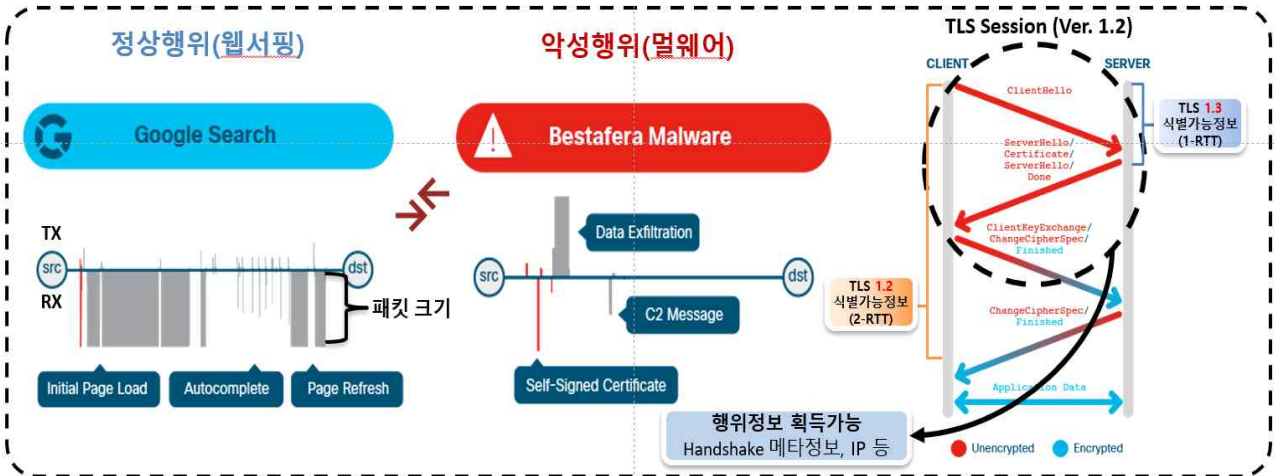 정상행위(웹서핑)
Google Search
TX
src
dst
RX
패킷 크기
Initial Page Load
Autocomplete
Page Refresh
악성행위(멀웨어)
Bestafera Malware
Data Exfiltration
src
dst
C2 Message
Self-Signed Certificate
TLS Session (Ver. 1.2)
CLIENT
SERVER
ClientHello
TLS 1.3
식별가능정보
(1-RTT)
ServerHello/
Certificate/
ServerHello/
Done
ClientKeyExchange/
ChangeCipherSpec/
Finished
TLS 1.2
식별가능정보
(2-RTT)
ChangeCipherSpec/
Finished
Application Data
행위정보 획득가능
Handshake 메타정보, IP 등
Unencrypted
Encrypted